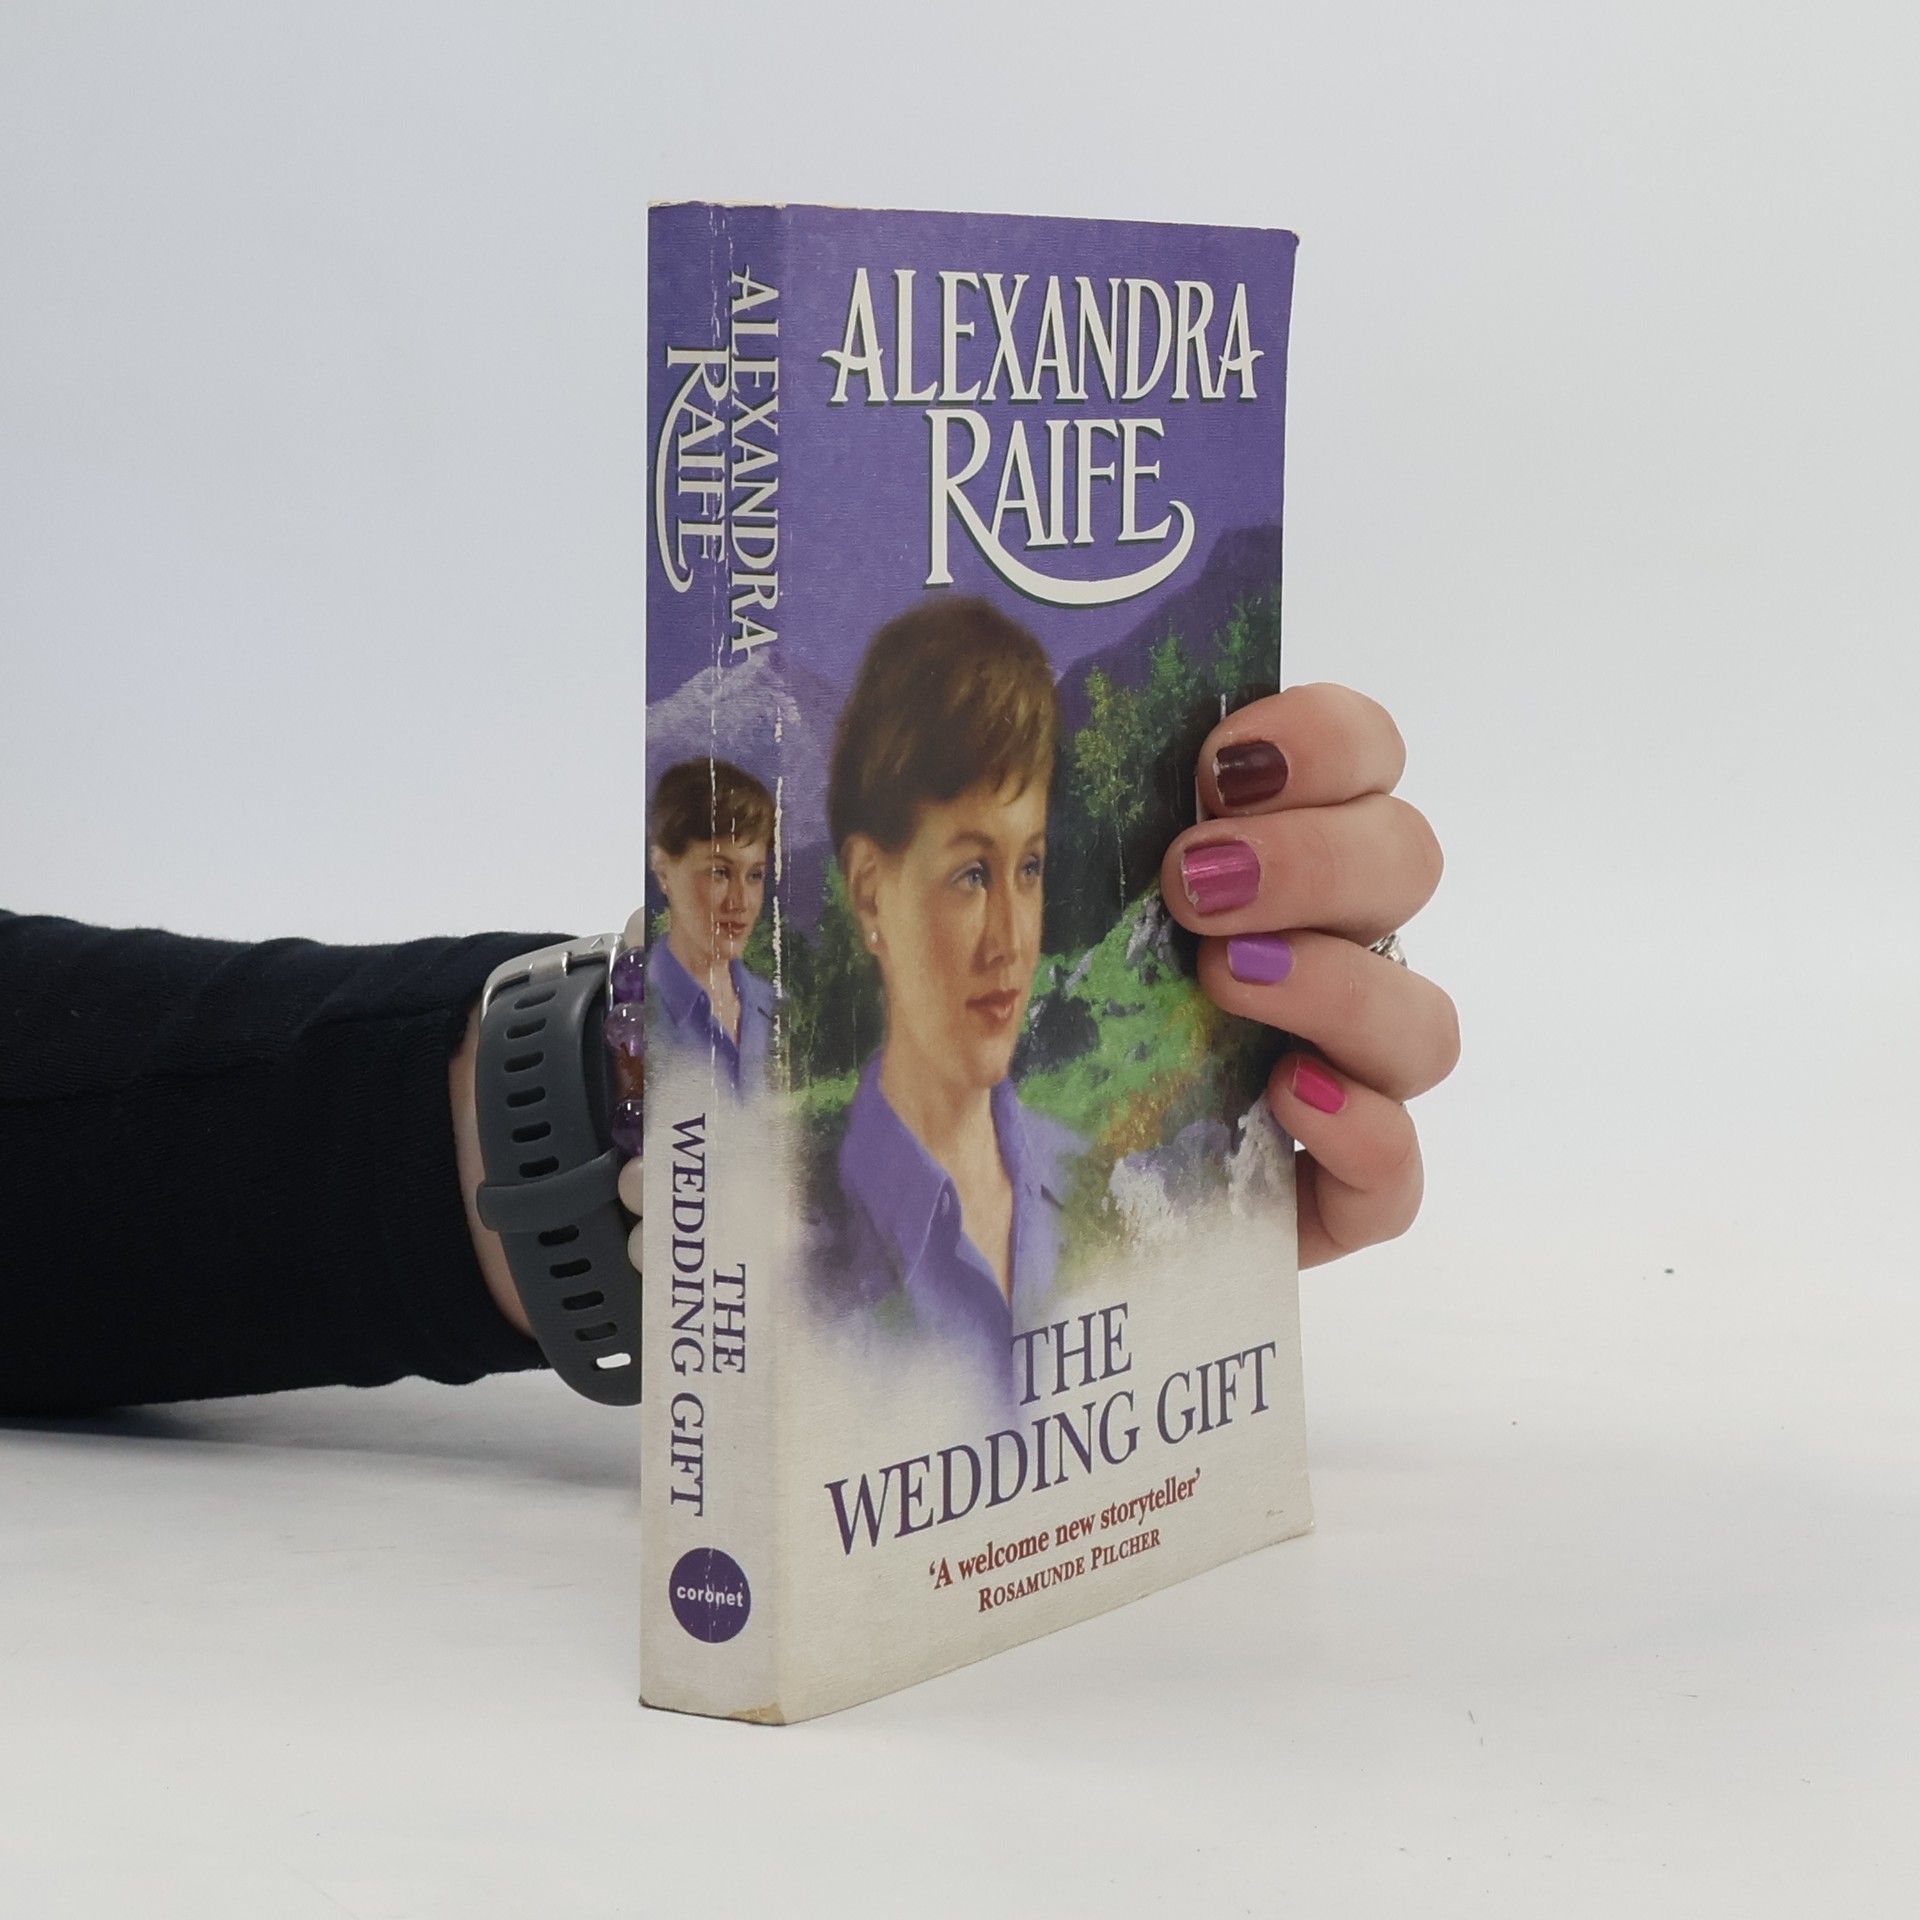 ALEXANDRA
RAIFE
THE
WEDDING GIFT
coronet
ALEXANDRA
RAIFE
THE
WEDDING GIFT
‘A welcome new storyteller’
ROSAMUNDE PILCHER